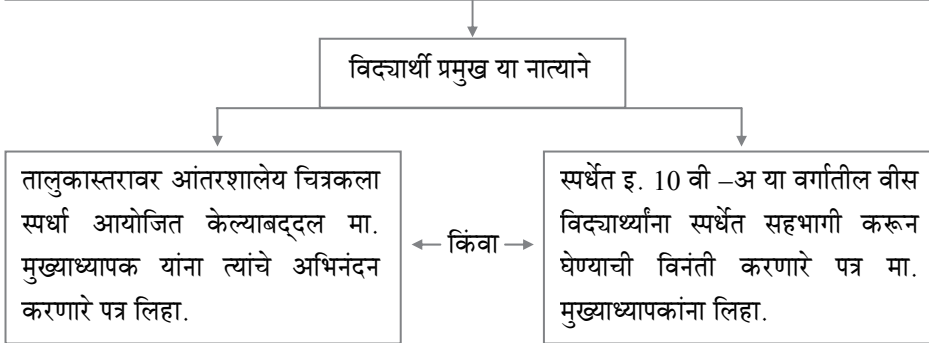 विद्यार्थी प्रमुख या नात्याने
तालुकास्तरावर आंतरशालेय चित्रकला
स्पर्धा आयोजित केल्याबद्दल मा.
मुख्याध्यापक यांना त्यांचे अभिनंदन
करणारे पत्र लिहा.
किंवा
स्पर्धेत इ. 10 वी –अ या वर्गातील वीस
विद्यार्थ्यांना स्पर्धेत सहभागी करून
घेण्याची विनंती करणारे पत्र मा.
मुख्याध्यापकांना लिहा.